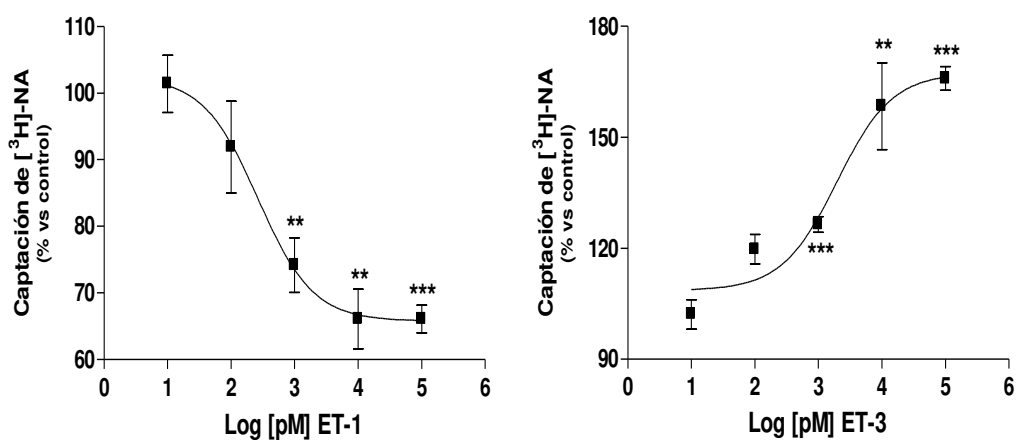 Captación de [³H]-NA
(% vs control)
110
100
90
80
70
60
**
**
***
0 1 2 3 4 5 6
Log [pM] ET-1
Captación de [³H]-NA
(% vs control)
180
150
120
90
**
***
***
0 1 2 3 4 5 6
Log [pM] ET-3